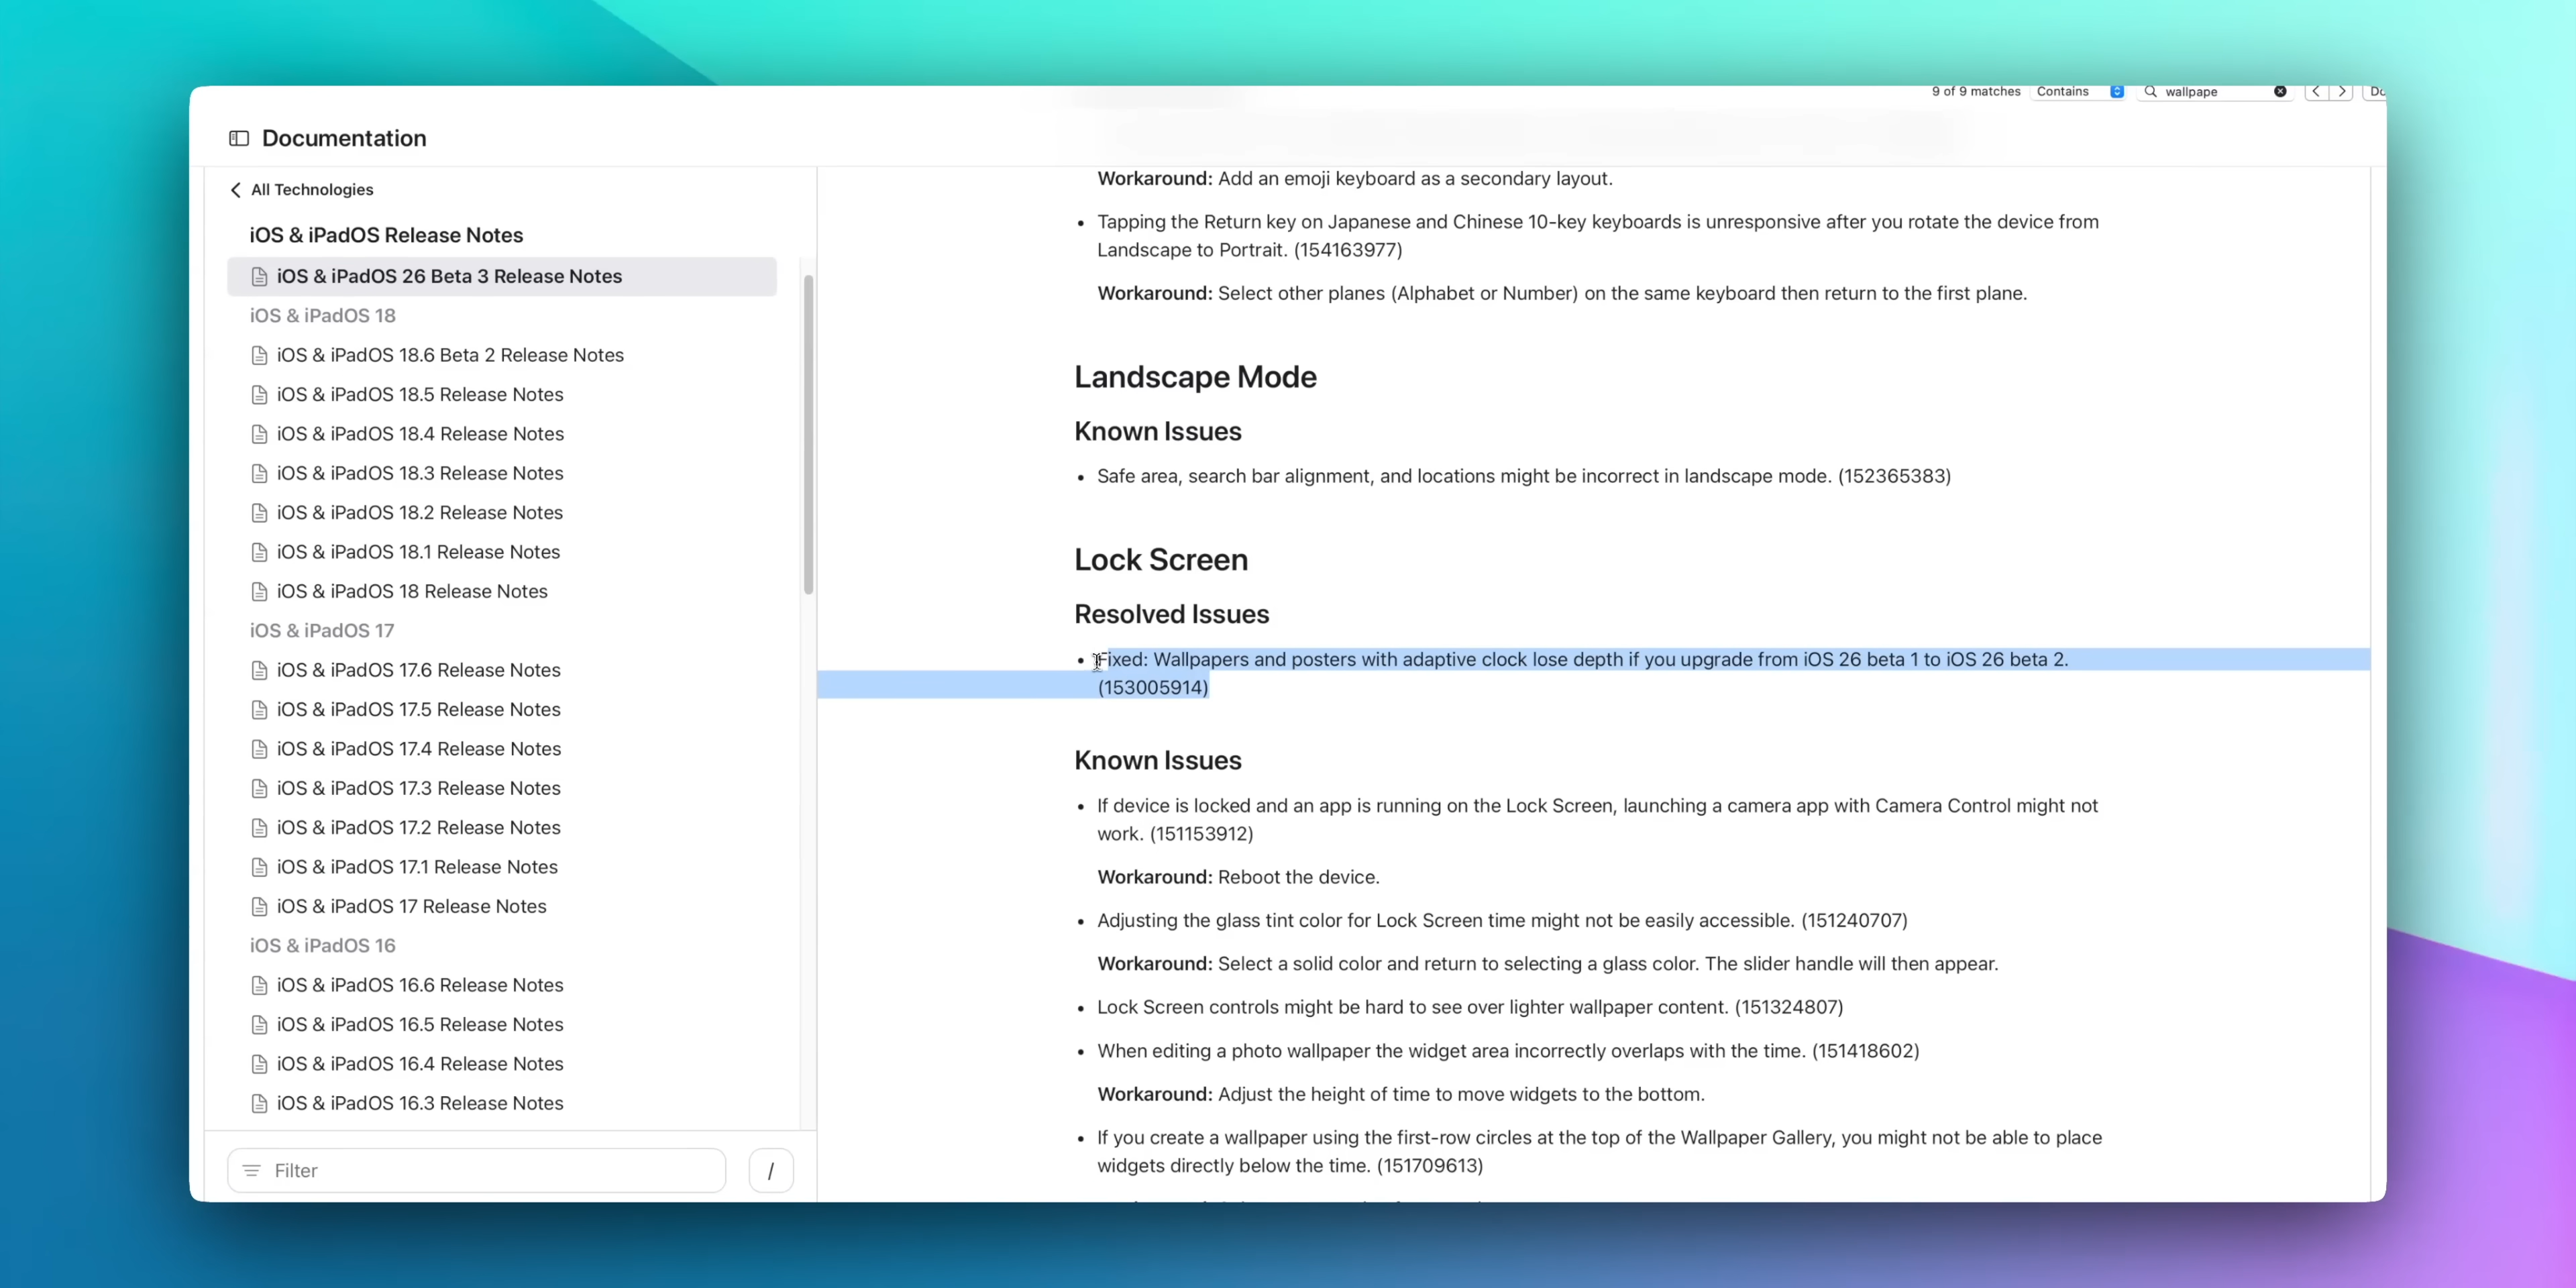 9 of 9 matches Contains wallpape
Documentation
All Technologies
iOS & iPadOS Release Notes
iOS & iPadOS 26 Beta 3 Release Notes
iOS & iPadOS 18
iOS & iPadOS 18.6 Beta 2 Release Notes
iOS & iPadOS 18.5 Release Notes
iOS & iPadOS 18.4 Release Notes
iOS & iPadOS 18.3 Release Notes
iOS & iPadOS 18.2 Release Notes
iOS & iPadOS 18.1 Release Notes
iOS & iPadOS 18 Release Notes
iOS & iPadOS 17
iOS & iPadOS 17.6 Release Notes
iOS & iPadOS 17.5 Release Notes
iOS & iPadOS 17.4 Release Notes
iOS & iPadOS 17.3 Release Notes
iOS & iPadOS 17.2 Release Notes
iOS & iPadOS 17.1 Release Notes
iOS & iPadOS 17 Release Notes
iOS & iPadOS 16
iOS & iPadOS 16.6 Release Notes
iOS & iPadOS 16.5 Release Notes
iOS & iPadOS 16.4 Release Notes
iOS & iPadOS 16.3 Release Notes
Filter
/
Workaround: Add an emoji keyboard as a secondary layout.
• Tapping the Return key on Japanese and Chinese 10-key keyboards is unresponsive after you rotate the device from
Landscape to Portrait. (154163977)
Workaround: Select other planes (Alphabet or Number) on the same keyboard then return to the first plane.
Landscape Mode
Known Issues
• Safe area, search bar alignment, and locations might be incorrect in landscape mode. (152365383)
Lock Screen
Resolved Issues
• Fixed: Wallpapers and posters with adaptive clock lose depth if you upgrade from iOS 26 beta 1 to iOS 26 beta 2.
(153005914)
Known Issues
• If device is locked and an app is running on the Lock Screen, launching a camera app with Camera Control might not
work. (151153912)
Workaround: Reboot the device.
• Adjusting the glass tint color for Lock Screen time might not be easily accessible. (151240707)
Workaround: Select a solid color and return to selecting a glass color. The slider handle will then appear.
• Lock Screen controls might be hard to see over lighter wallpaper content. (151324807)
• When editing a photo wallpaper the widget area incorrectly overlaps with the time. (151418602)
Workaround: Adjust the height of time to move widgets to the bottom.
• If you create a wallpaper using the first-row circles at the top of the Wallpaper Gallery, you might not be able to place
widgets directly below the time. (151709613)